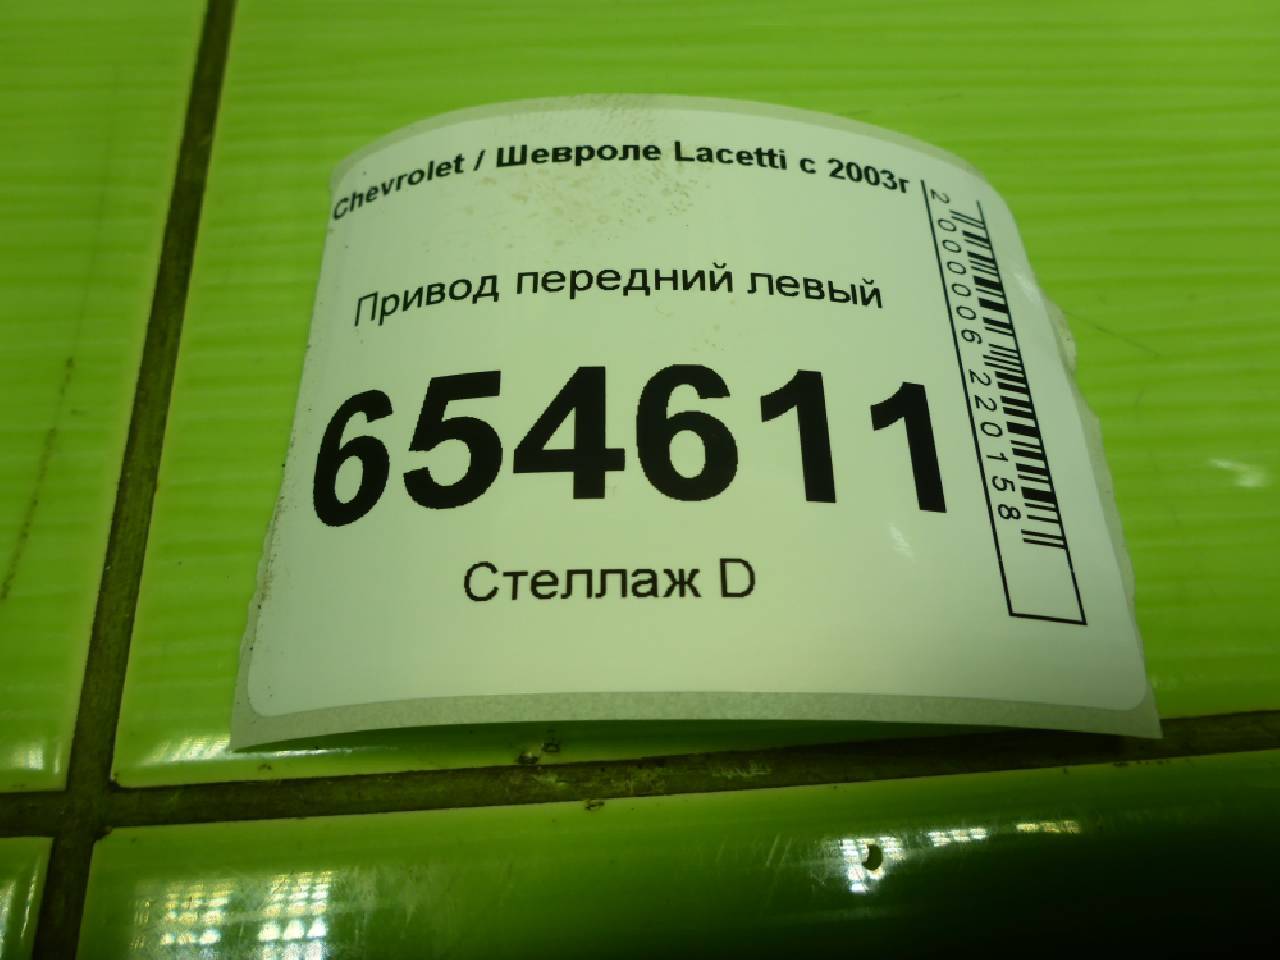 Chevrolet / Шевроле Lacetti с 2003г
Привод передний левый
654611
Стеллаж D
2000006220158